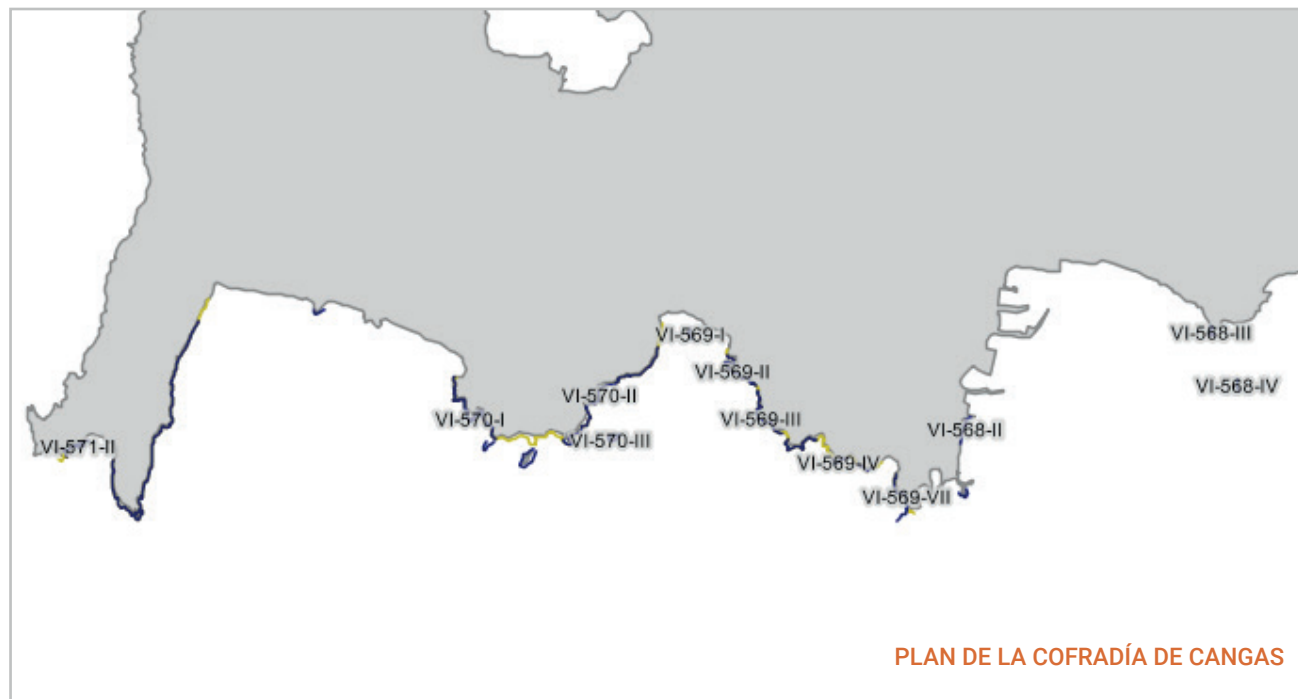 VI-568-III
VI-569-I
VI-569-II
VI-568-IV
VI-570-II
VI-570-I
VI-569-III
VI-568-II
VI-570-III
VI-571-II
VI-569-IV
VI-569-VII
PLAN DE LA COFRADÍA DE CANGAS